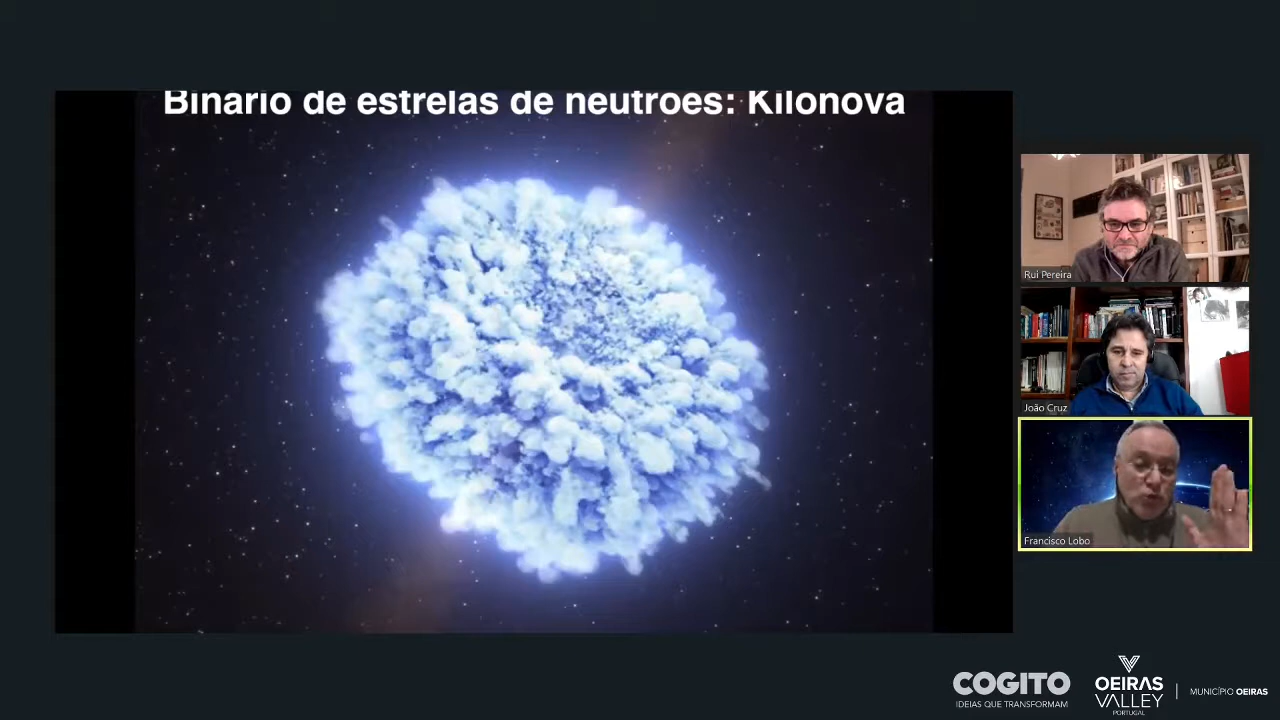 Binário de estrelas de neutrões: Kilonova
Rui Pereira
João Cruz
Francisco Lobo
COGITO
IDEIAS QUE TRANSFORMAM
OEIRAS
VALLEY
PORTUGAL
MUNICÍPIO OEIRAS